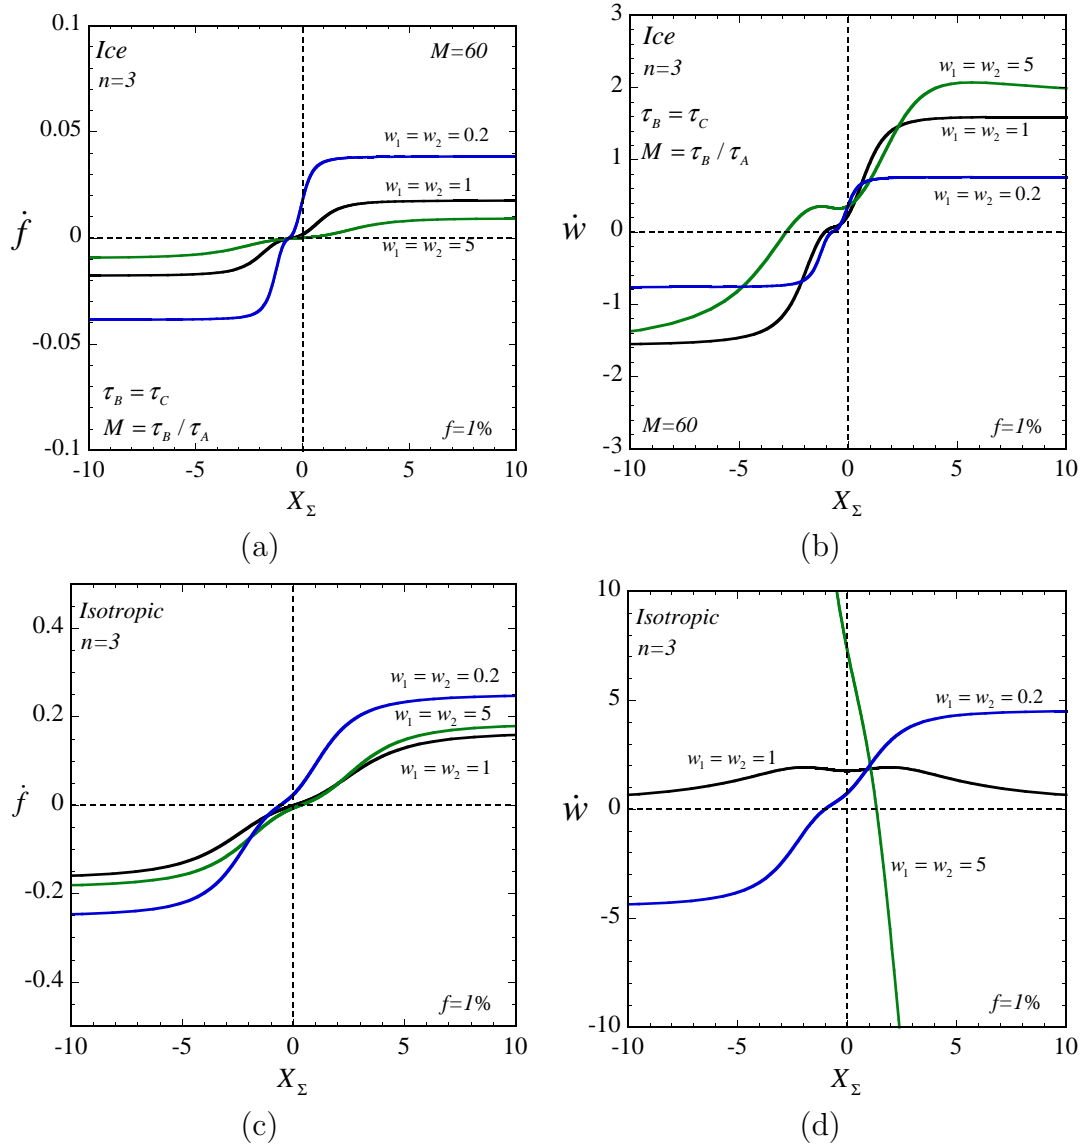 0.1
Ice
M=60
n=3
0.05
w₁ = w₂ = 0.2
w₁ = w₂ = 1
ḟ
0
w₁ = w₂ = 5
-0.05
τ_B = τ_C
M = τ_B / τ_A
f=1%
-0.1
-10 -5 0 5 10
X_Σ
(a)
3
Ice
n=3
w₁ = w₂ = 5
2
τ_B = τ_C
w₁ = w₂ = 1
M = τ_B / τ_A
1
w₁ = w₂ = 0.2
ẇ
0
-1
-2
M=60
f=1%
-3
-10 -5 0 5 10
X_Σ
(b)
Isotropic
0.4
n=3
w₁ = w₂ = 0.2
0.2
w₁ = w₂ = 5
w₁ = w₂ = 1
ḟ
0
-0.2
-0.4
f=1%
-10 -5 0 5 10
X_Σ
(c)
10
Isotropic
n=3
5
w₁ = w₂ = 0.2
w₁ = w₂ = 1
ẇ
0
w₁ = w₂ = 5
-5
f=1%
-10
-10 -5 0 5 10
X_Σ
(d)